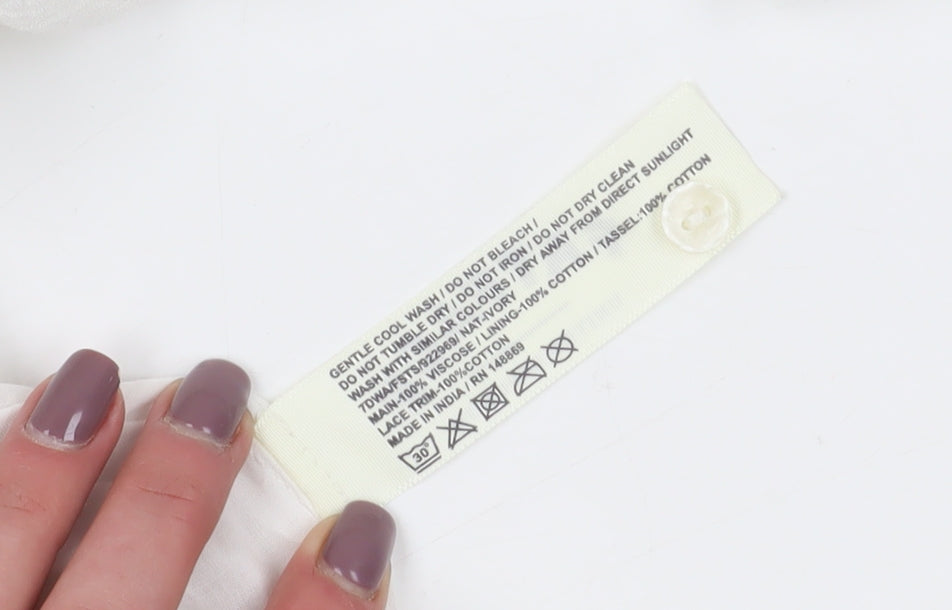 GENTLE COOL WASH / DO NOT BLEACH /
DO NOT TUMBLE DRY / DO NOT IRON / DO NOT DRY CLEAN
WASH WITH SIMILAR COLOURS / DRY AWAY FROM DIRECT SUNLIGHT
7DWA/FSTS/922969/ NAT-IVORY
MAIN-100% VISCOSE / LINING-100% COTTON / TASSEL:100% COTTON
LACE TRIM-100%COTTON
MADE IN INDIA / RN 148869
30°